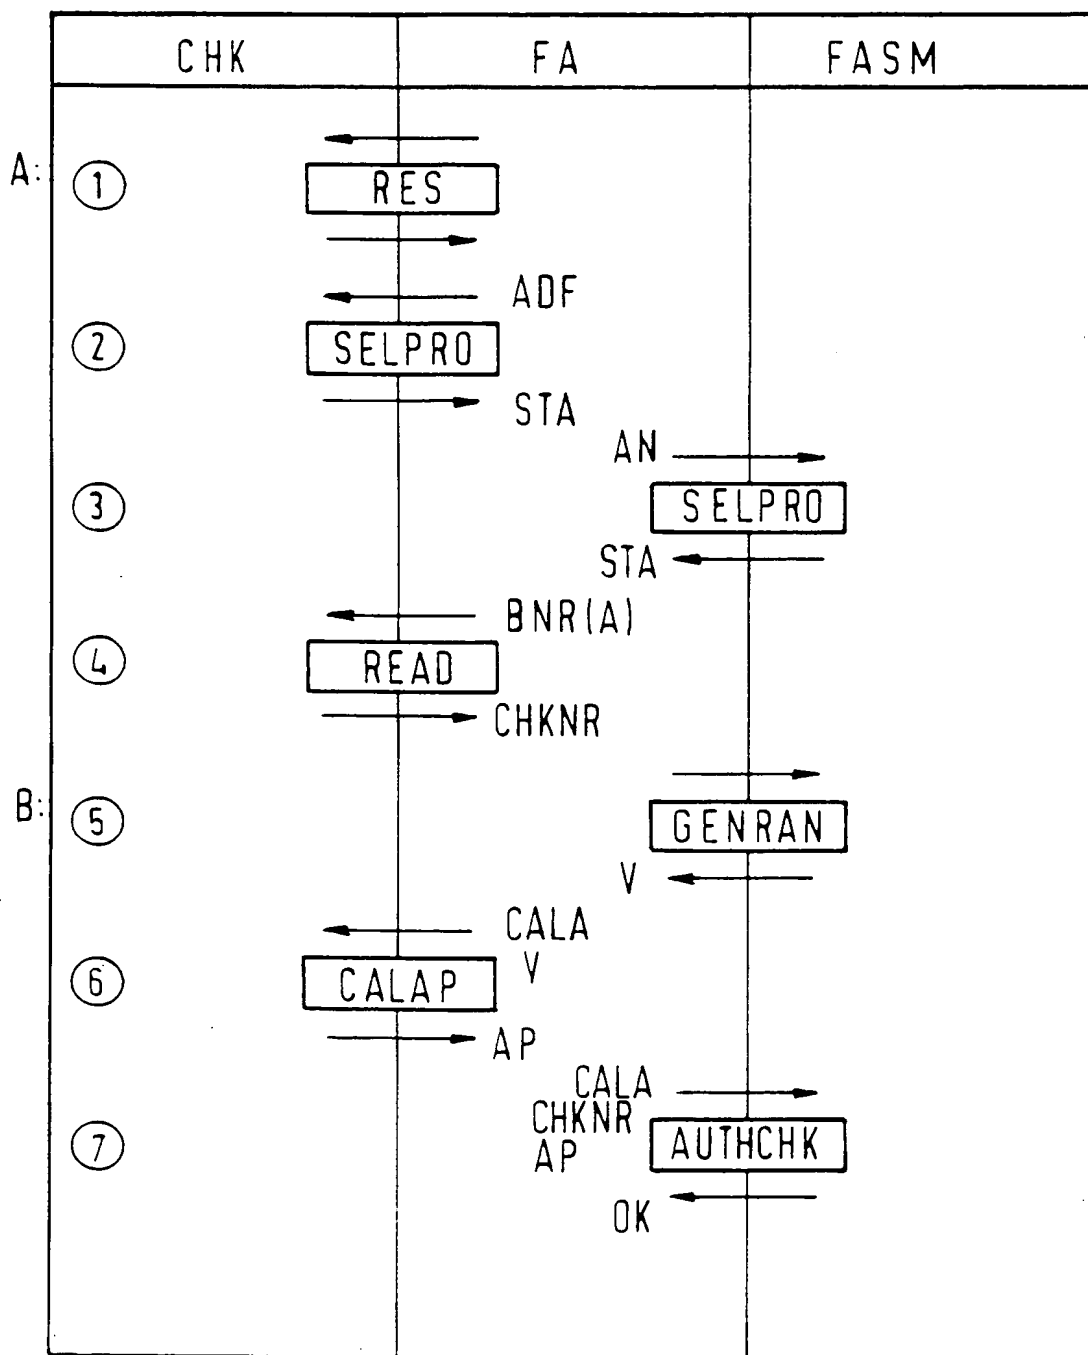 CHK FA FASM
A:
1 RES
ADF
2 SELPRO
STA
AN
3 SELPRO
STA
BNR(A)
4 READ
CHKNR
B:
5 GENRAN
V
CALA
V
6 CALAP
AP
CALA
CHKNR
AP
7 AUTHCHK
OK